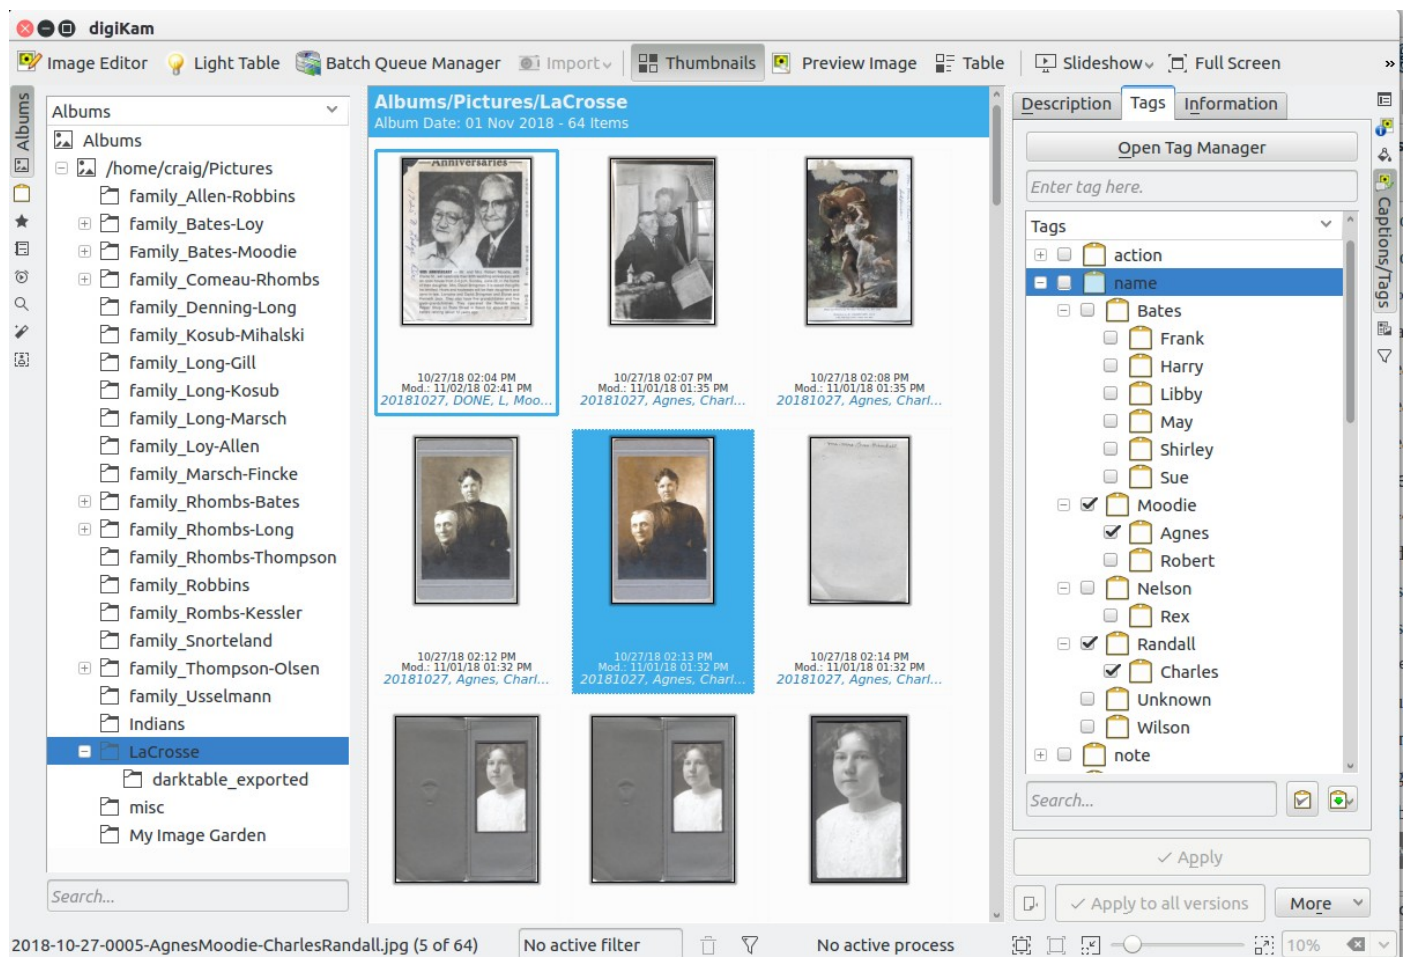 digiKam
Image Editor Light Table Batch Queue Manager Import Thumbnails Preview Image Table Slideshow Full Screen »
Albums
Albums
Albums
/home/craig/Pictures
family_Allen-Robbins
family_Bates-Loy
Family_Bates-Moodie
family_Comeau-Rhombs
family_Denning-Long
family_Kosub-Mihalski
family_Long-Gill
family_Long-Kosub
family_Long-Marsch
family_Loy-Allen
family_Marsch-Fincke
family_Rhombs-Bates
family_Rhombs-Long
family_Rhombs-Thompson
family_Robbins
family_Rombs-Kessler
family_Snorteland
family_Thompson-Olsen
family_Usselmann
Indians
LaCrosse
darktable_exported
misc
My Image Garden
Search...
Albums/Pictures/LaCrosse
Album Date: 01 Nov 2018 - 64 Items
Anniversaries
10/27/18 02:04 PM
Mod.: 11/02/18 02:41 PM
20181027, DONE, L, Moo...
10/27/18 02:07 PM
Mod.: 11/01/18 01:35 PM
20181027, Agnes, Charl...
10/27/18 02:08 PM
Mod.: 11/01/18 01:35 PM
20181027, Agnes, Charl...
10/27/18 02:12 PM
Mod.: 11/01/18 01:32 PM
20181027, Agnes, Charl...
10/27/18 02:13 PM
Mod.: 11/01/18 01:32 PM
20181027, Agnes, Charl...
10/27/18 02:14 PM
Mod.: 11/01/18 01:32 PM
20181027, Agnes, Charl...
Description Tags Information
Open Tag Manager
Enter tag here.
Tags
action
name
Bates
Frank
Harry
Libby
May
Shirley
Sue
Moodie
Agnes
Robert
Nelson
Rex
Randall
Charles
Unknown
Wilson
note
Search...
Apply
Apply to all versions More
Captions/Tags
2018-10-27-0005-AgnesMoodie-CharlesRandall.jpg (5 of 64) No active filter No active process 10%